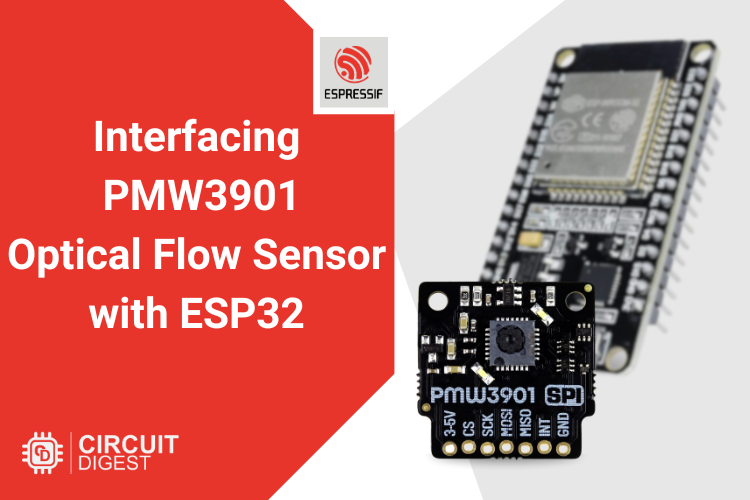 ESPRESSIF
Interfacing
PMW3901
Optical Flow Sensor
with ESP32
PMW3901 SPI
3-5V
CS
SCK
MOSI
MISO
INT
GND
CIRCUIT
DIGEST
CD